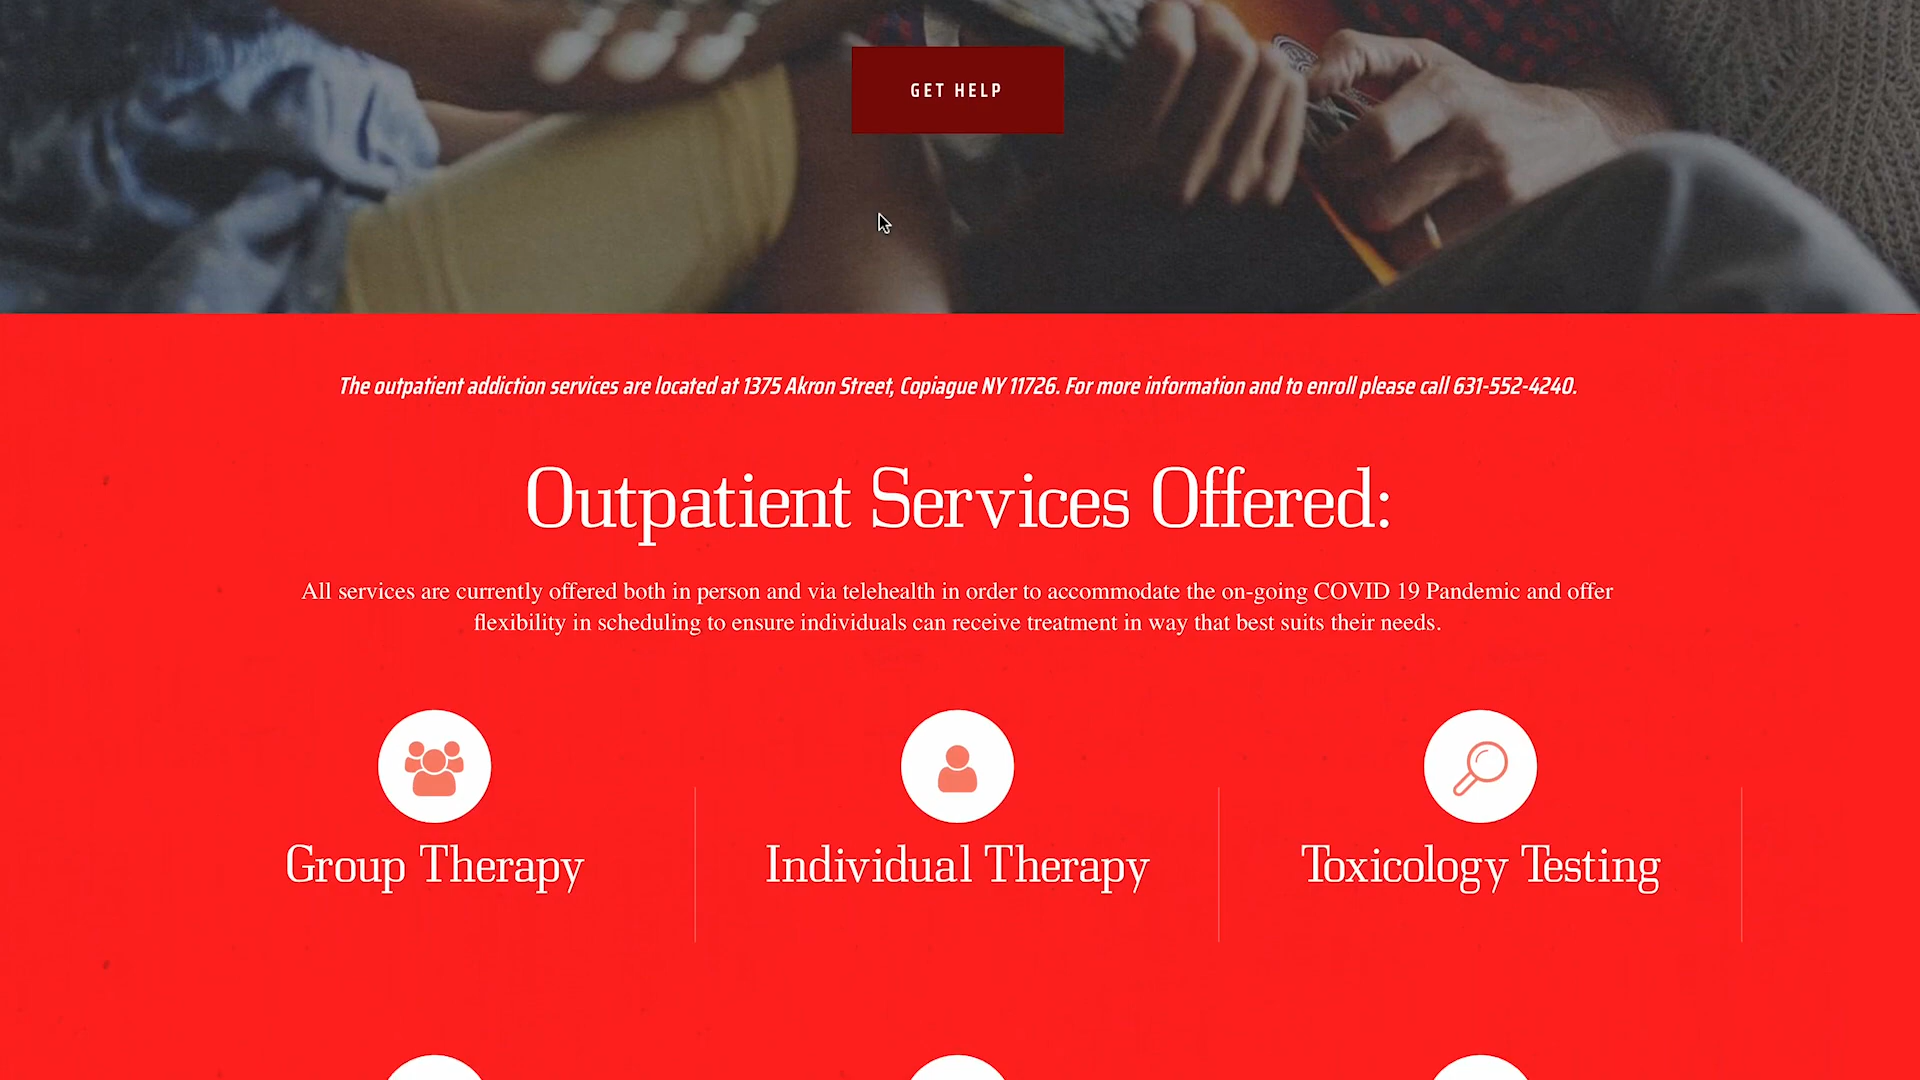 GET HELP
The outpatient addiction services are located at 1375 Akron Street, Copiague NY 11726. For more information and to enroll please call 631-552-4240.
Outpatient Services Offered:
All services are currently offered both in person and via telehealth in order to accommodate the on-going COVID 19 Pandemic and offer
flexibility in scheduling to ensure individuals can receive treatment in way that best suits their needs.
Group Therapy
Individual Therapy
Toxicology Testing